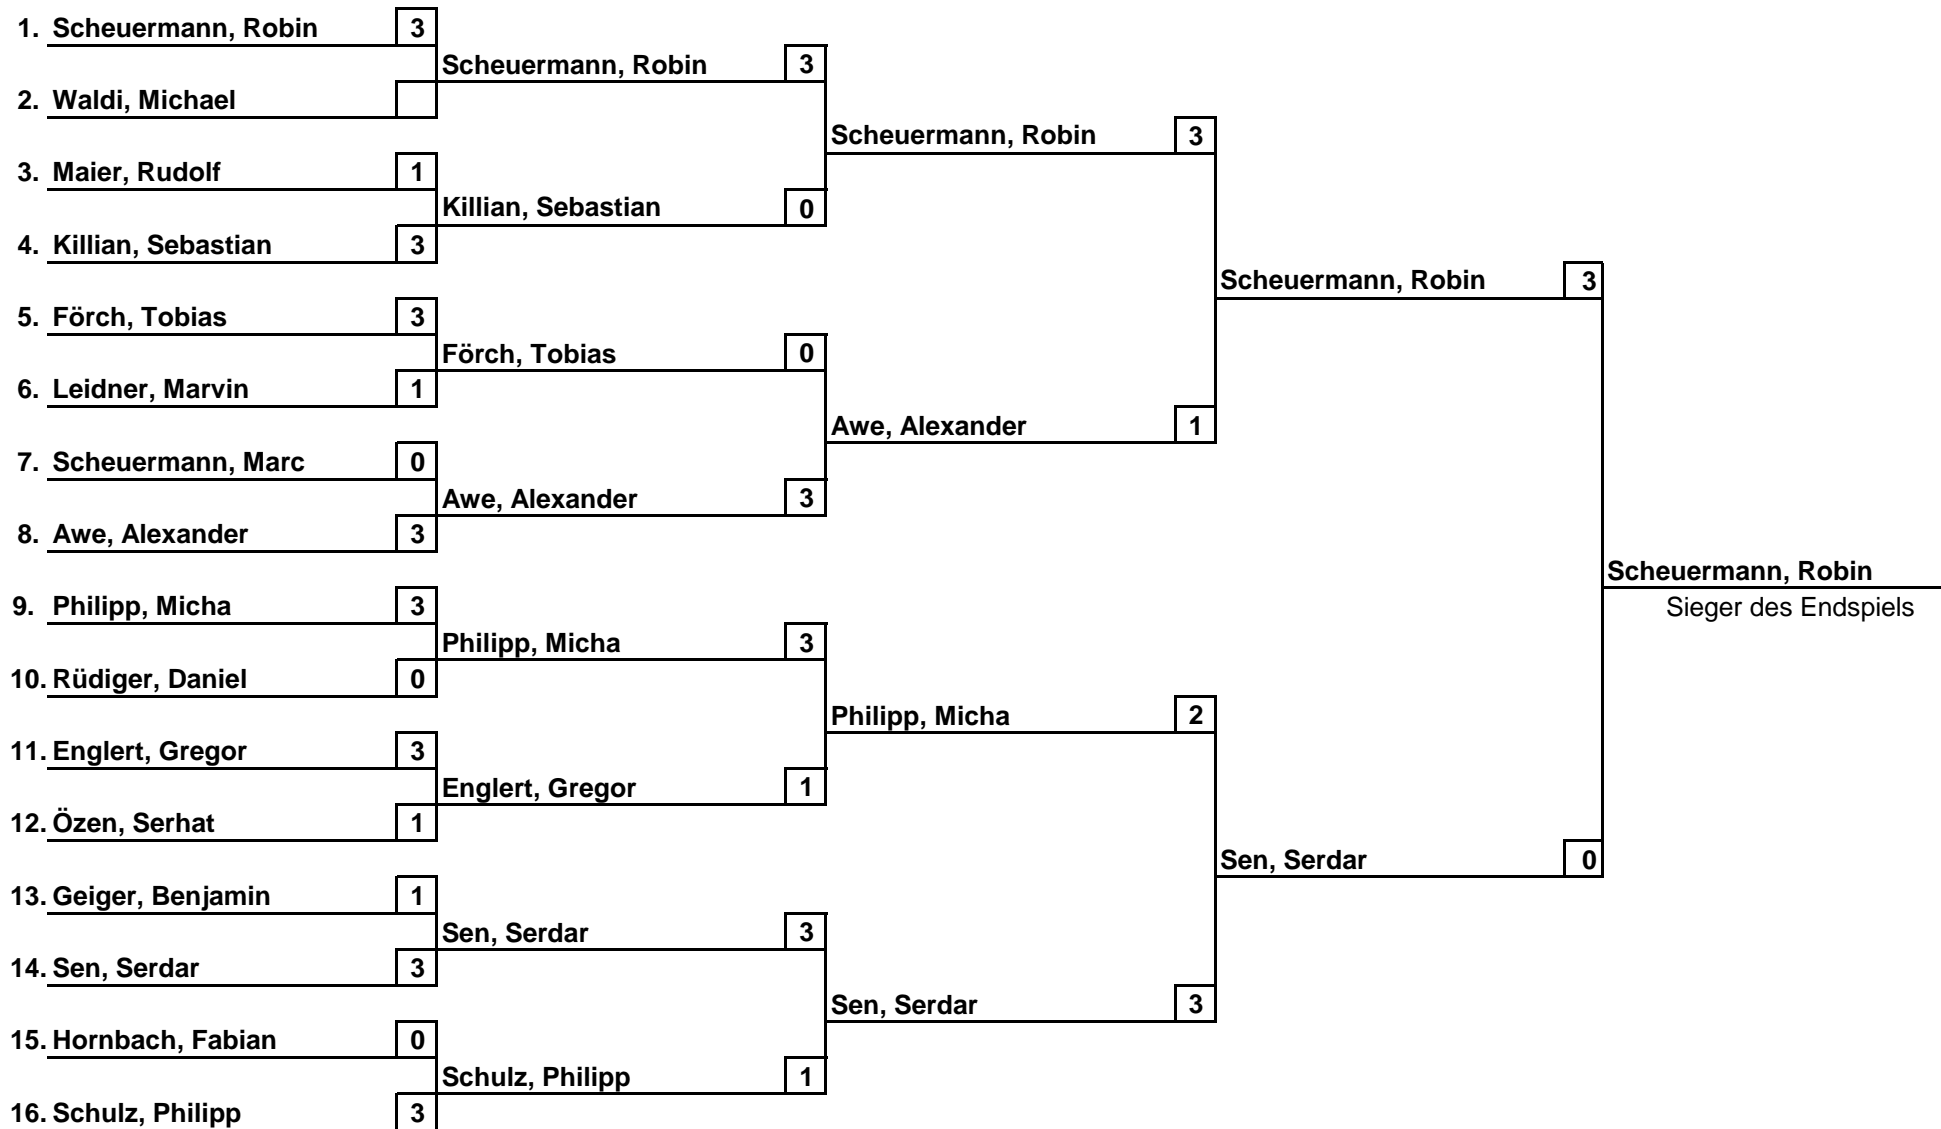 1. Scheuermann, Robin 3
Scheuermann, Robin 3
2. Waldi, Michael
Scheuermann, Robin 3
3. Maier, Rudolf 1
Killian, Sebastian 0
4. Killian, Sebastian 3
Scheuermann, Robin 3
5. Förch, Tobias 3
Förch, Tobias 0
6. Leidner, Marvin 1
Awe, Alexander 1
7. Scheuermann, Marc 0
Awe, Alexander 3
8. Awe, Alexander 3
Scheuermann, Robin
9. Philipp, Micha 3
Sieger des Endspiels
Philipp, Micha 3
10. Rüdiger, Daniel 0
Philipp, Micha 2
11. Englert, Gregor 3
Englert, Gregor 1
12. Özen, Serhat 1
Sen, Serdar 0
13. Geiger, Benjamin 1
Sen, Serdar 3
14. Sen, Serdar 3
Sen, Serdar 3
15. Hornbach, Fabian 0
Schulz, Philipp 1
16. Schulz, Philipp 3